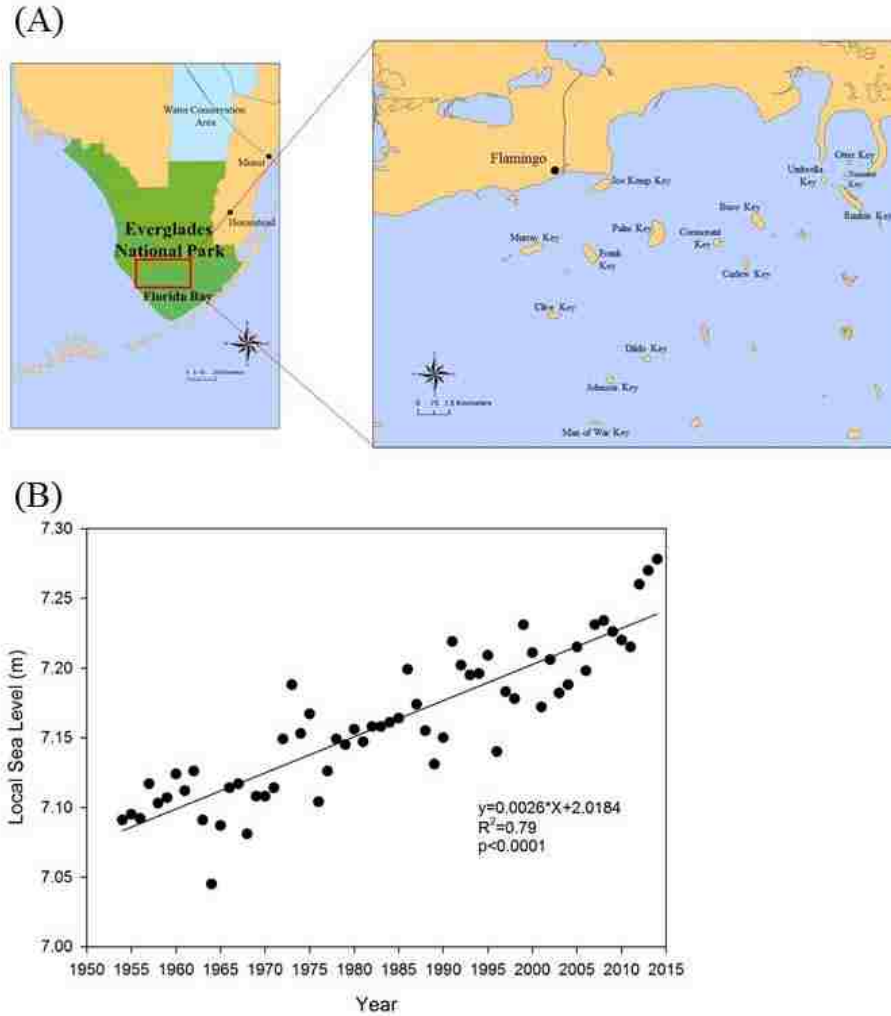 (A)
Water Conservation
Area
Miami
Homestead
Everglades
National Park
Florida Bay
Flamingo
Joe Kemp Key
Umbrella
Key
Otter Key
Key
Rankin Key
Murray Key
Frank
Key
Palm Key
Buoy Key
Cormorant
Key
Curlew Key
Clive Key
Dildo Key
Johnson Key
Man of War Key
(B)
7.30
7.25
7.20
7.15
7.10
7.05
7.00
Local Sea Level (m)
y=0.0026*X+2.0184
R²=0.79
p<0.0001
1950 1955 1960 1965 1970 1975 1980 1985 1990 1995 2000 2005 2010 2015
Year